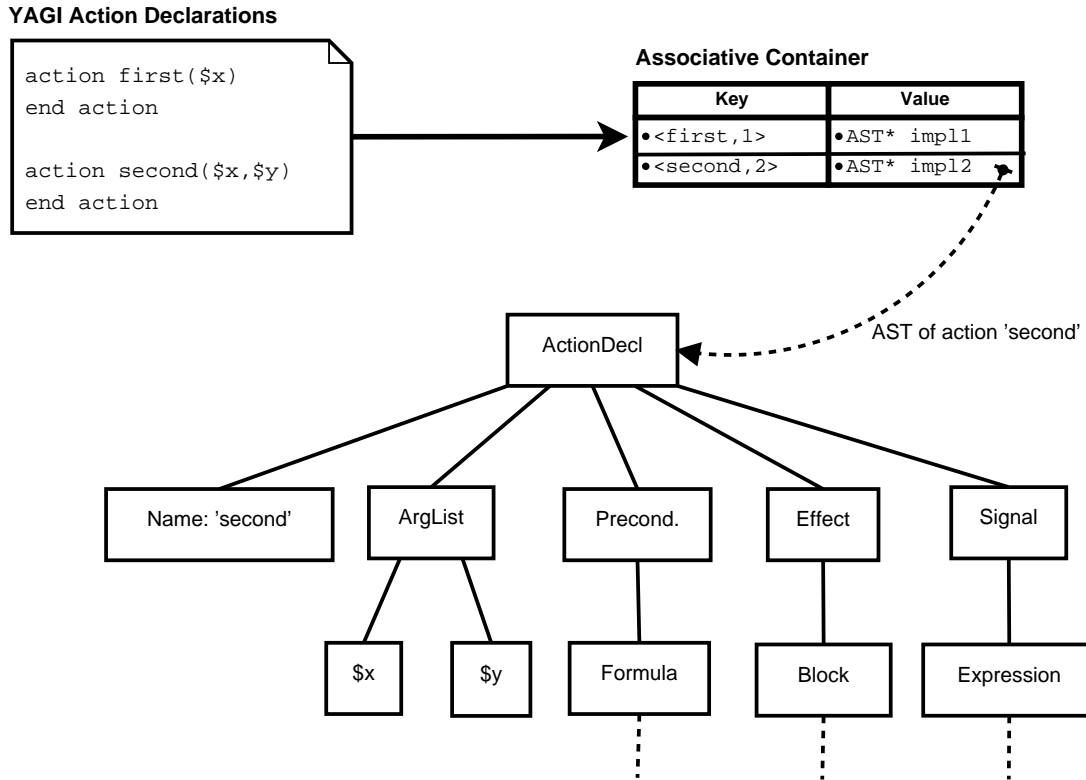 YAGI Action Declarations
action first($x)
end action
action second($x,$y)
end action
Associative Container
Key Value
•<first,1> •AST* impl1
•<second,2> •AST* impl2
AST of action ’second’
ActionDecl
Name: ’second’ ArgList Precond. Effect Signal
$x $y Formula Block Expression